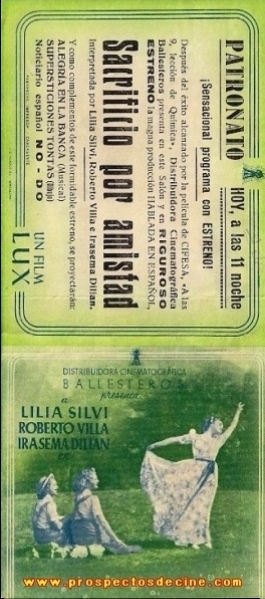 PATRONATO
HOY, a las 11 noche
¡Sensacional programa con ESTRENO!
Después del éxito alcanzado por la película de CIFESA, «A las
9, lección de Química», Distribuidora Cinematográfica
Ballesteros presenta en este Salón y en RIGUROSO
ESTRENO la magna producción HABLADA EN ESPAÑOL,
Sacrificio por amistad
Interpretada por Lilia Silvi, Roberto Villa e Irasema Dilian.
Y como complementos de este formidable estreno, se proyectarán:
ALEGRIA EN LA BANCA (Musical)
SUPERSTICIONES TONTAS (Dibujo)
Noticiario español NO-DO
UN FILM
LUX
DISTRIBUIDORA CINEMATOGRÁFICA
BALLESTEROS
presenta
a
LILIA SILVI
ROBERTO VILLA
IRASEMA DILIAN
en
www.prospectosdecine.com